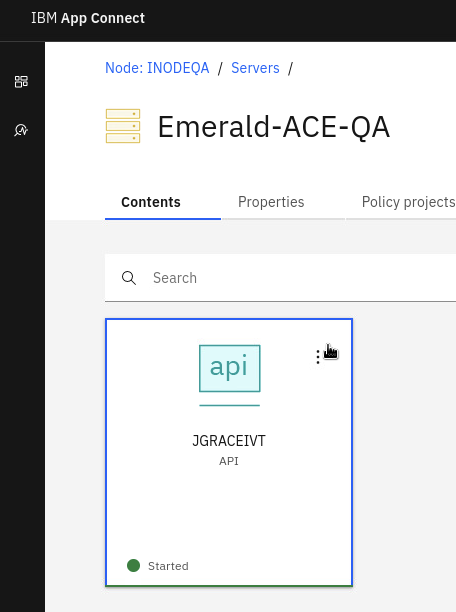 IBM App Connect
Node: INODEQA / Servers /
Emerald-ACE-QA
Contents Properties Policy projects
Search
api
JGRACEIVT
API
Started